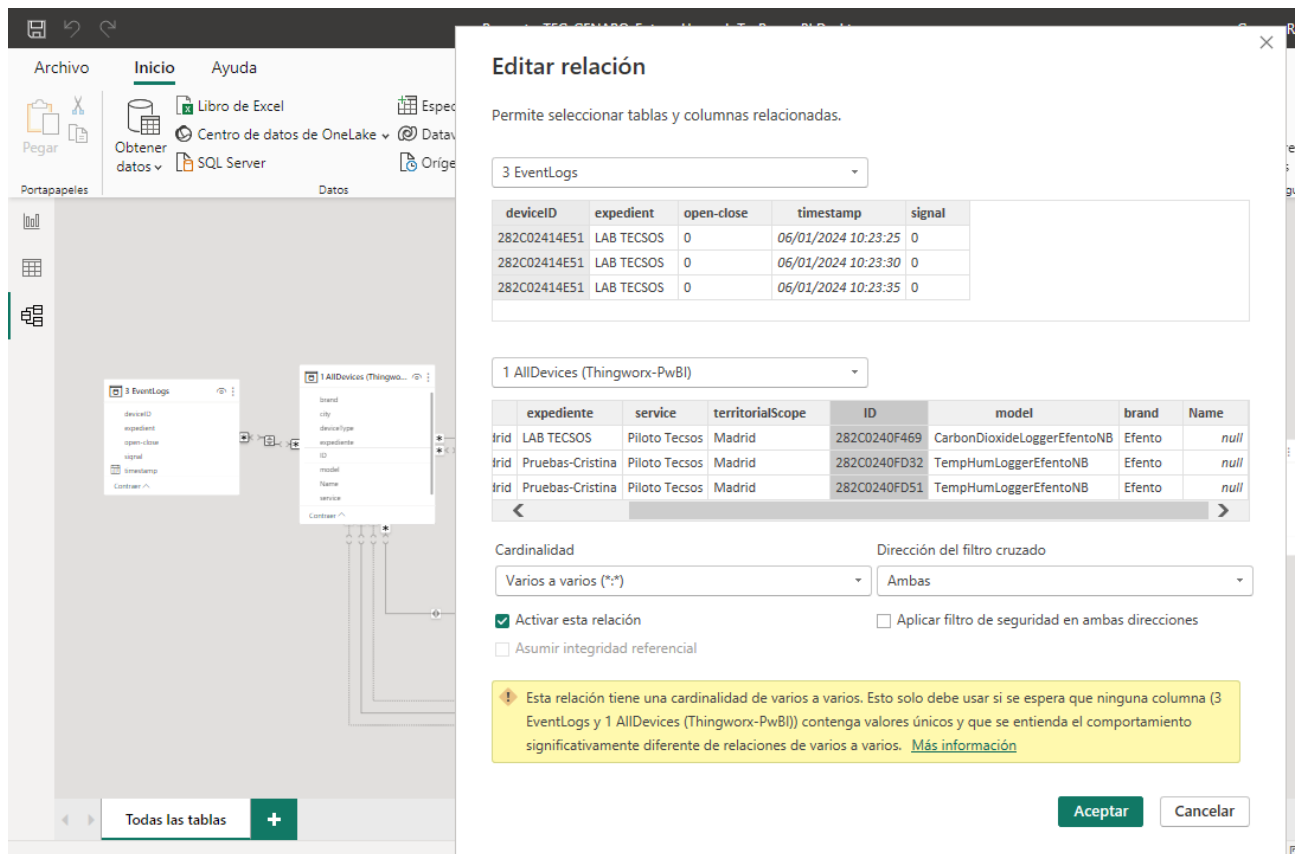 Archivo
Inicio
Ayuda
Pegar
Portapapeles
Obtener
datos
Libro de Excel
Centro de datos de OneLake
SQL Server
Espec
Datav
Oríge
Datos
3 EventLogs
deviceID
expedient
open-close
signal
timestamp
Contraer
1 AllDevices (Thingwo...
brand
city
deviceType
expediente
ID
model
Name
service
Contraer
Todas las tablas
Editar relación
Permite seleccionar tablas y columnas relacionadas.
3 EventLogs
deviceID expedient open-close timestamp signal
282C02414E51 LAB TECSOS 0 06/01/2024 10:23:25 0
282C02414E51 LAB TECSOS 0 06/01/2024 10:23:30 0
282C02414E51 LAB TECSOS 0 06/01/2024 10:23:35 0
1 AllDevices (Thingworx-PwBI)
expediente service territorialScope ID model brand Name
drid LAB TECSOS Piloto Tecsos Madrid 282C0240F469 CarbonDioxideLoggerEfentoNB Efento null
drid Pruebas-Cristina Piloto Tecsos Madrid 282C0240FD32 TempHumLoggerEfentoNB Efento null
drid Pruebas-Cristina Piloto Tecsos Madrid 282C0240FD51 TempHumLoggerEfentoNB Efento null
Cardinalidad
Varios a varios (*:*)
Dirección del filtro cruzado
Ambas
Activar esta relación
Aplicar filtro de seguridad en ambas direcciones
Asumir integridad referencial
Esta relación tiene una cardinalidad de varios a varios. Esto solo debe usar si se espera que ninguna columna (3
EventLogs y 1 AllDevices (Thingworx-PwBI)) contenga valores únicos y que se entienda el comportamiento
significativamente diferente de relaciones de varios a varios. Más información
Aceptar
Cancelar